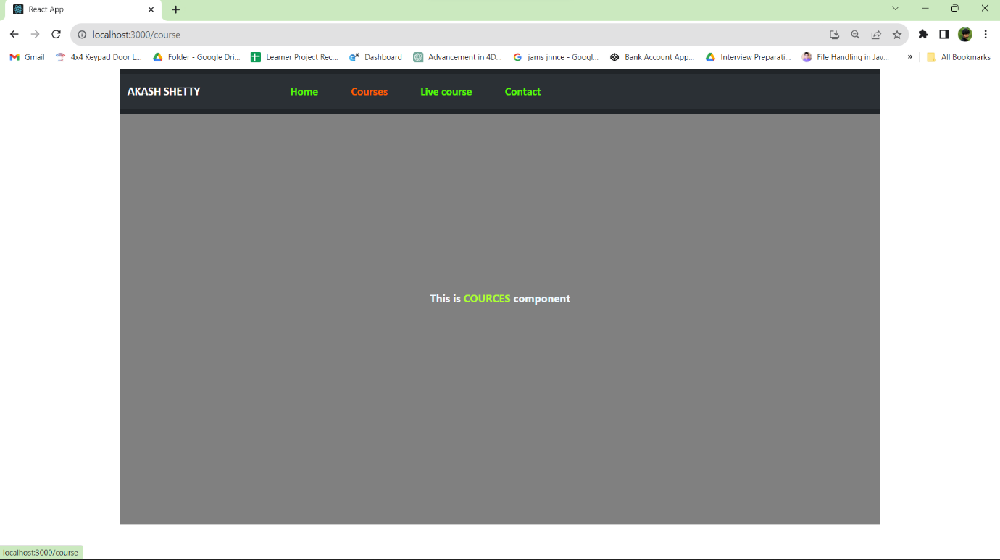 React App
localhost:3000/course
Gmail 4x4 Keypad Door L... Folder - Google Dri... Learner Project Rec... Dashboard Advancement in 4D... jams jnnce - Googl... Bank Account App... Interview Preparati... File Handling in Jav... » All Bookmarks
AKASH SHETTY Home Courses Live course Contact
This is COURCES component
localhost:3000/course